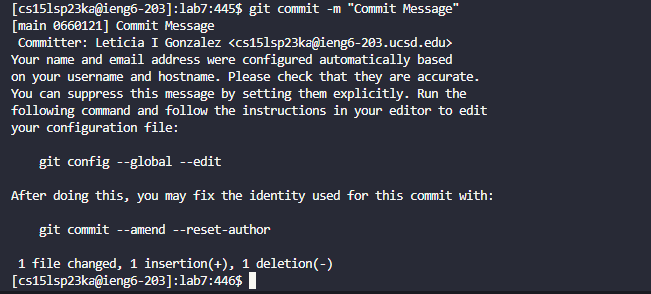 [cs15lsp23ka@ieng6-203]:lab7:445$ git commit -m "Commit Message"
[main 0660121] Commit Message
 Committer: Leticia I Gonzalez <cs15lsp23ka@ieng6-203.ucsd.edu>
Your name and email address were configured automatically based
on your username and hostname. Please check that they are accurate.
You can suppress this message by setting them explicitly. Run the
following command and follow the instructions in your editor to edit
your configuration file:

    git config --global --edit

After doing this, you may fix the identity used for this commit with:

    git commit --amend --reset-author

 1 file changed, 1 insertion(+), 1 deletion(-)
[cs15lsp23ka@ieng6-203]:lab7:446$